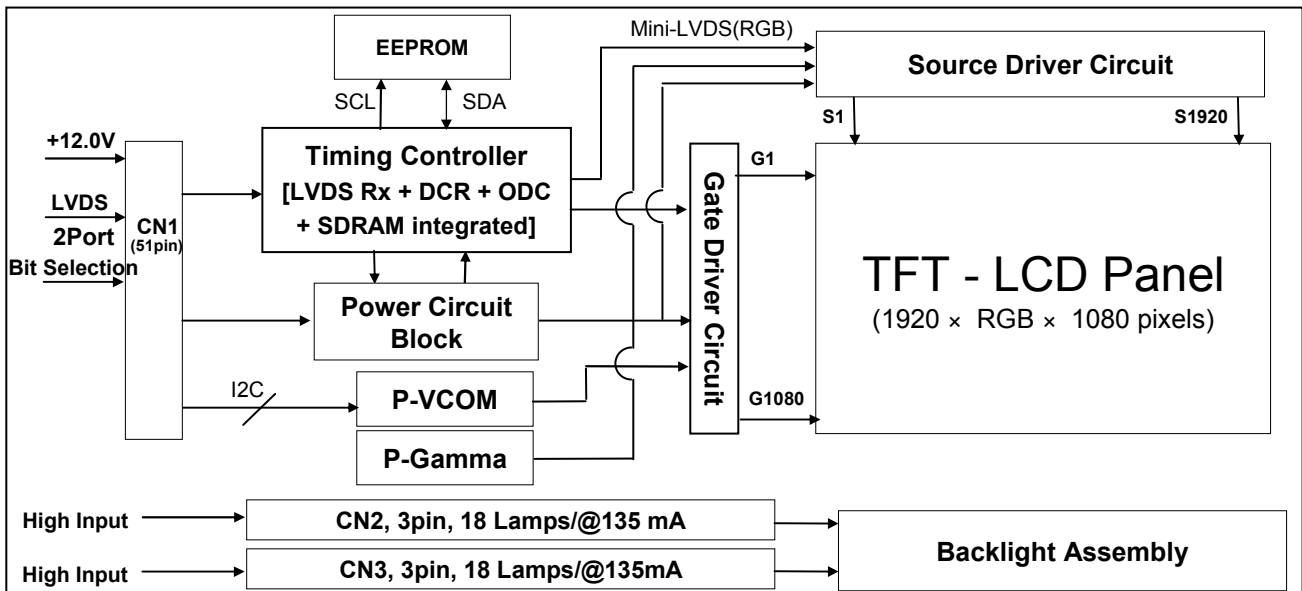 EEPROM
SCL
SDA
Mini-LVDS(RGB)
Source Driver Circuit
S1
S1920
+12.0V
LVDS
2Port
Bit Selection
CN1
(51pin)
Timing Controller
[LVDS Rx + DCR + ODC
+ SDRAM integrated]
Power Circuit
Block
I2C
P-VCOM
P-Gamma
Gate Driver Circuit
G1
G1080
TFT - LCD Panel
(1920 × RGB × 1080 pixels)
High Input
CN2, 3pin, 18 Lamps/@135 mA
High Input
CN3, 3pin, 18 Lamps/@135mA
Backlight Assembly